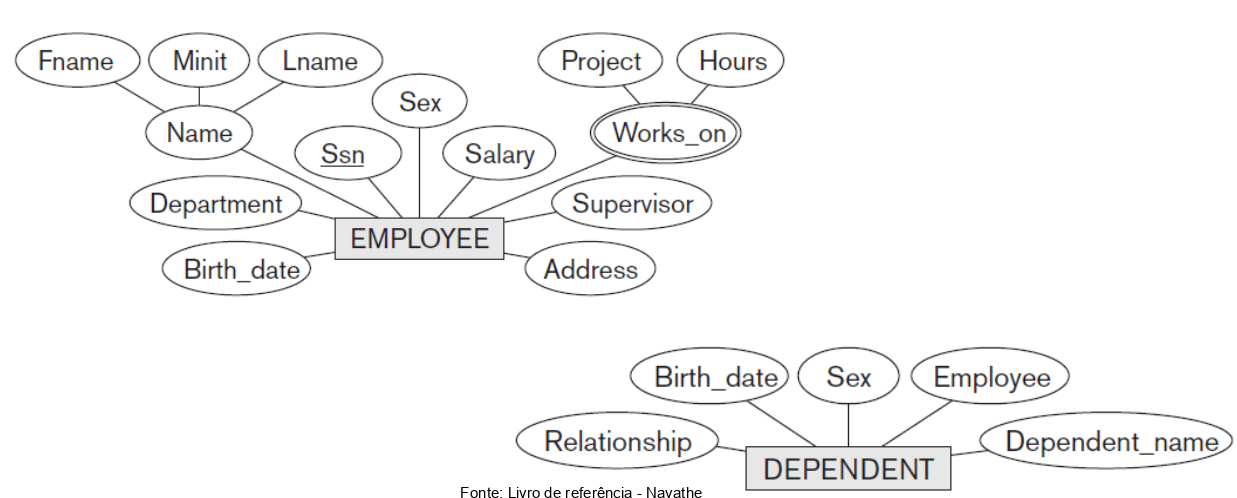 Fname
Minit
Lname
Project
Hours
Sex
Name
Works_on
Ssn
Salary
Department
Supervisor
EMPLOYEE
Birth_date
Address
Birth_date
Sex
Employee
Relationship
Dependent_name
DEPENDENT
Fonte: Livro de referência - Navathe